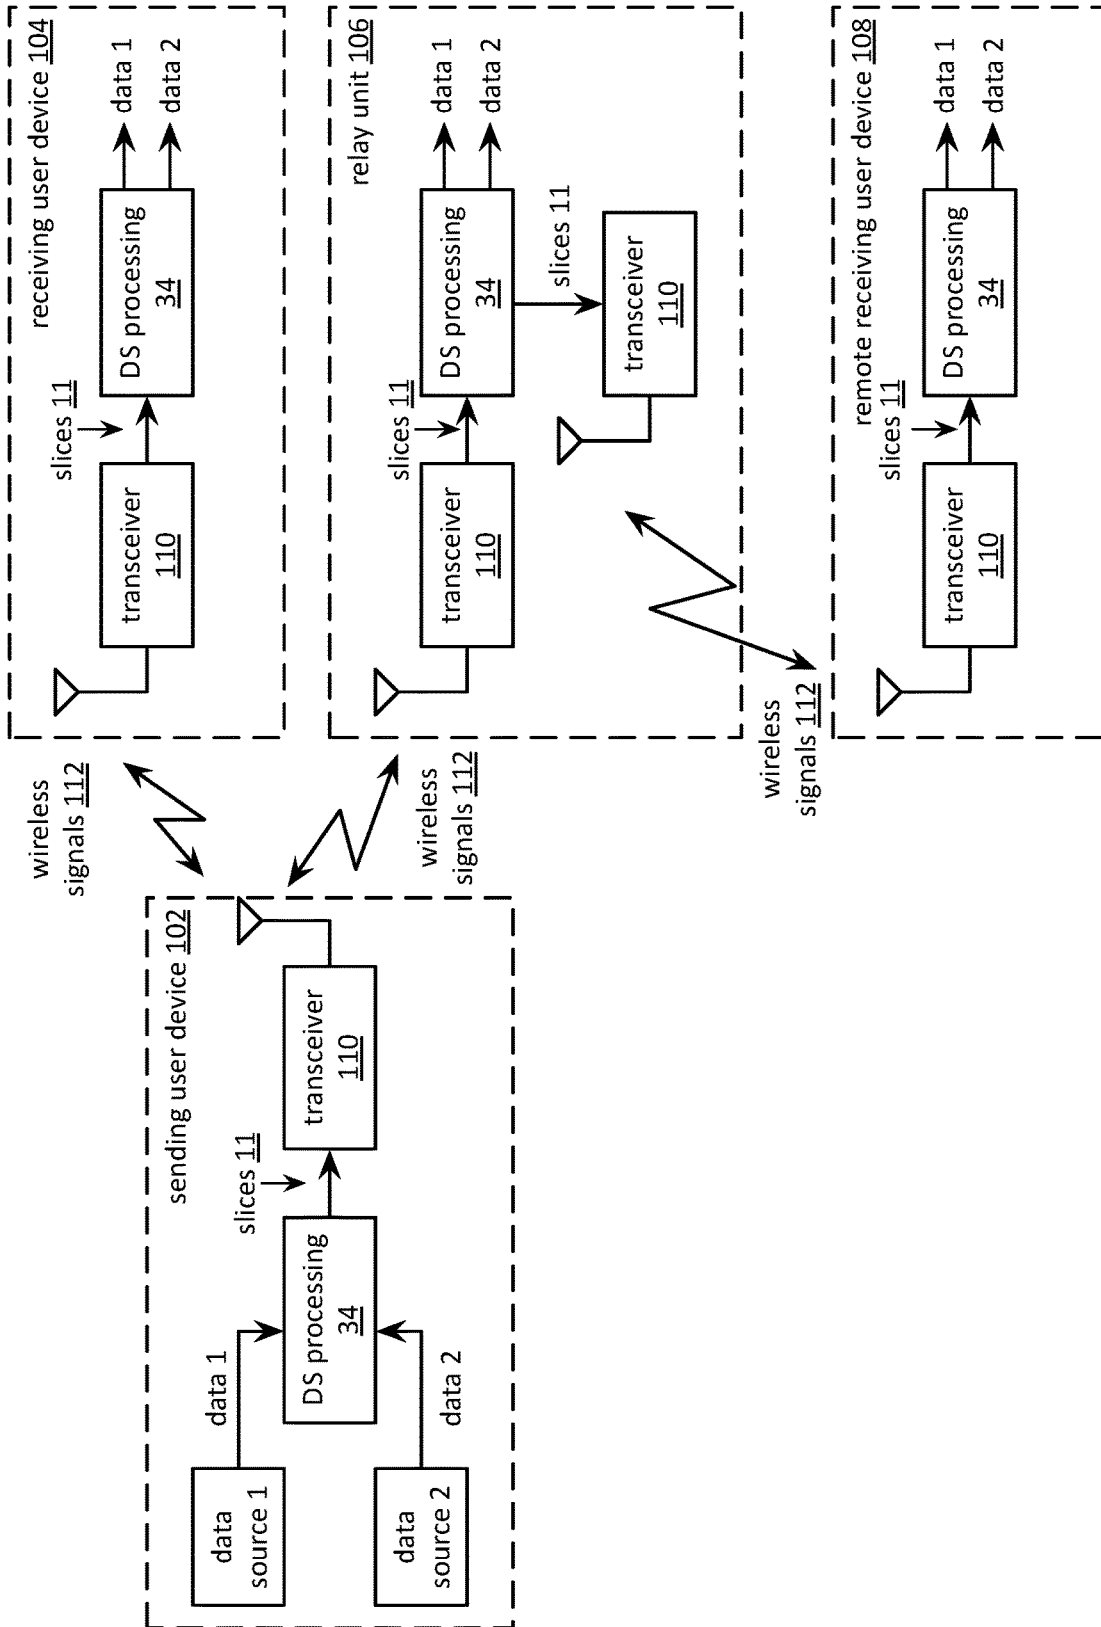 sending user device 102
data
source 1
data 1
data
source 2
data 2
DS processing
34
slices 11
transceiver
110
wireless
signals 112
wireless
signals 112
receiving user device 104
transceiver
110
slices 11
DS processing
34
data 1
data 2
relay unit 106
transceiver
110
slices 11
DS processing
34
data 1
data 2
slices 11
transceiver
110
wireless
signals 112
remote receiving user device 108
transceiver
110
slices 11
DS processing
34
data 1
data 2